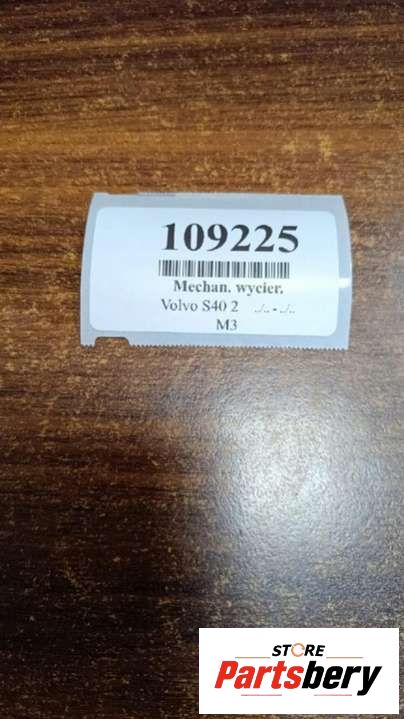 109225
Mechan. wycier.
Volvo S40 2 ../.. - ../..
M3
STORE
Partsbery